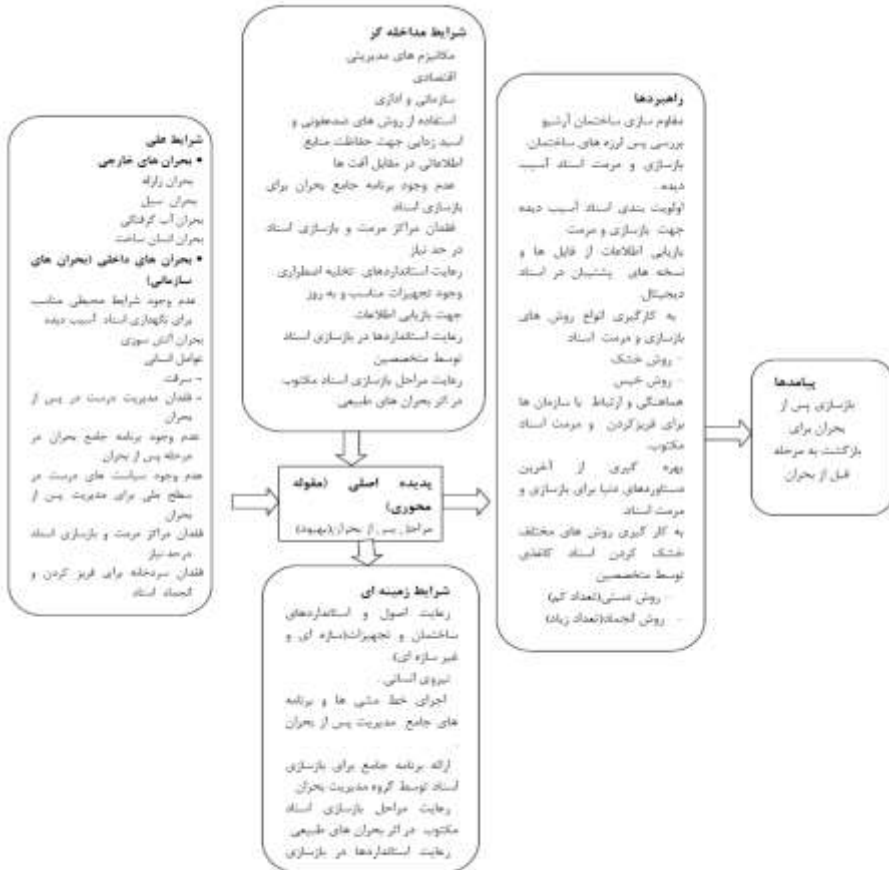 شرایط مداخله گر
مکانیزم های مدیریتی
اقتصادی
سازمانی و اداری
استفاده از روش های ضدعفونی و
اسید زدایی جهت حفاظت منابع
اطلاعاتی در مقابل آفت ها
عدم وجود برنامه جامع بحران برای
بازسازی اسناد
فقدان مراکز مرمت و بازسازی اسناد
در حد نیاز
رعایت استانداردهای تخلیه اضطراری
وجود تجهیزات مناسب و به روز
جهت بازیابی اطلاعات
رعایت استانداردها در بازسازی اسناد
توسط متخصصین
رعایت مراحل بازسازی اسناد مکتوب
در اثر بحران های طبیعی
شرایط علی
• بحران های خارجی
بحران زلزله
بحران سیل
بحران آب گرفتگی
بحران انسان ساخت
• بحران های داخلی (بحران های
سازمانی)
عدم وجود شرایط محیطی مناسب
برای نگهداری اسناد آسیب دیده
بحران آتش سوزی
عوامل انسانی
- سرقت
- فقدان مدیریت درست در پس از
بحران
عدم وجود برنامه جامع بحران در
مرحله پس از بحران
عدم وجود سیاست های درست در
سطح ملی برای مدیریت پس از
بحران
فقدان مراکز مرمت و بازسازی اسناد
درحد نیاز
فقدان سردخانه برای فریز کردن و
انجماد اسناد
پدیده اصلی (مقوله
محوری)
مراحل پس از بحران(بهبود)
شرایط زمینه ای
رعایت اصول و استانداردهای
ساختمان و تجهیزات(سازه ای و
غیر سازه ای)
نیروی انسانی
اجرای خط مشی ها و برنامه
های جامع مدیریت پس از بحران
.
ارائه برنامه جامع برای بازسازی
اسناد توسط گروه مدیریت بحران
رعایت مراحل بازسازی اسناد
مکتوب در اثر بحران های طبیعی
رعایت استانداردها در بازسازی
راهبردها
مقاوم سازی ساختمان آرشیو
بررسی پس لرزه های ساختمان
بازسازی و مرمت اسناد آسیب
دیده
اولویت بندی اسناد آسیب دیده
جهت بازسازی و مرمت
بازیابی اطلاعات از فایل ها و
نسخه های پشتیبان در اسناد
دیجیتال
به کارگیری انواع روش های
بازسازی و مرمت اسناد
- روش خشک
- روش خیس
هماهنگی و ارتباط با سازمان ها
برای فریزکردن و مرمت اسناد
مکتوب
بهره گیری از آخرین
دستاوردهای دنیا برای بازسازی و
مرمت اسناد
به کار گیری روش های مختلف
خشک کردن اسناد کاغذی
توسط متخصصین
- روش دستی(تعداد کم)
- روش انجماد(تعداد زیاد)
پیامدها
بازسازی پس از
بحران برای
بازگشت به مرحله
قبل از بحران